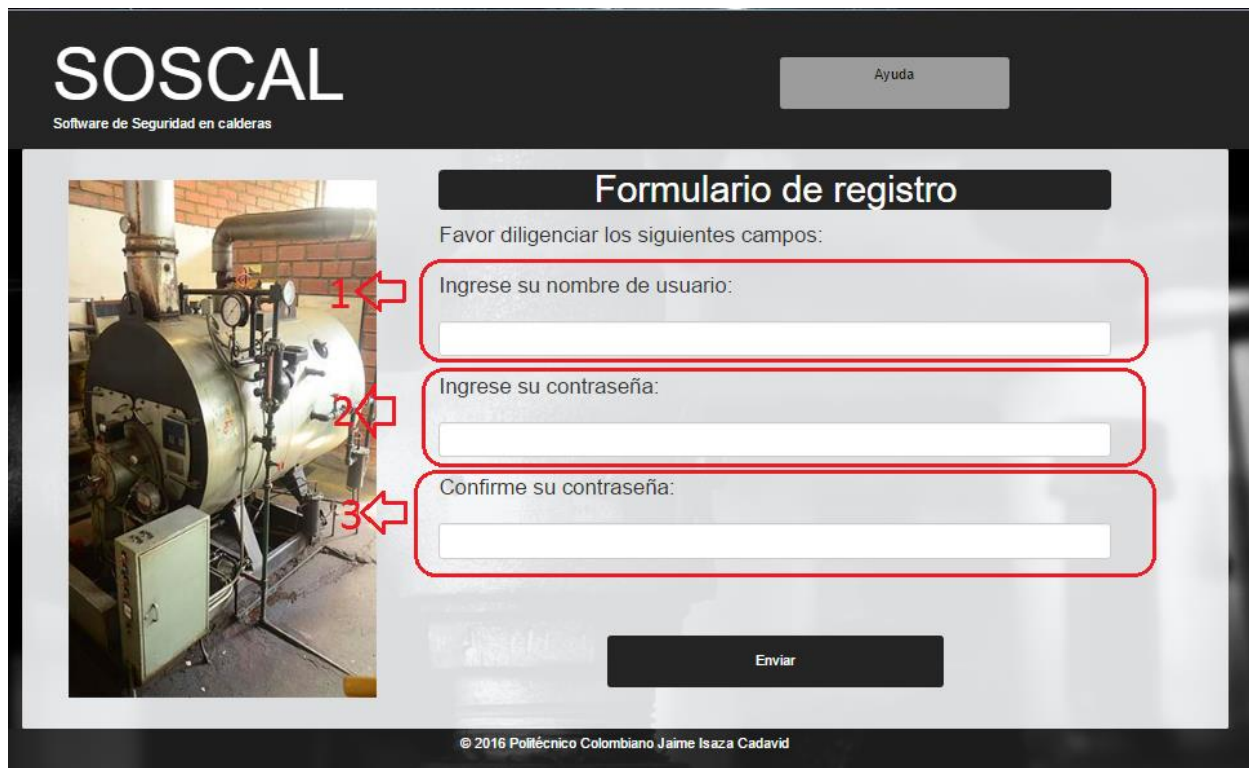 SOSCAL
Software de Seguridad en calderas
Ayuda
Formulario de registro
Favor diligenciar los siguientes campos:
1
Ingrese su nombre de usuario:
2
Ingrese su contraseña:
3
Confirme su contraseña:
Enviar
© 2016 Politécnico Colombiano Jaime Isaza Cadavid